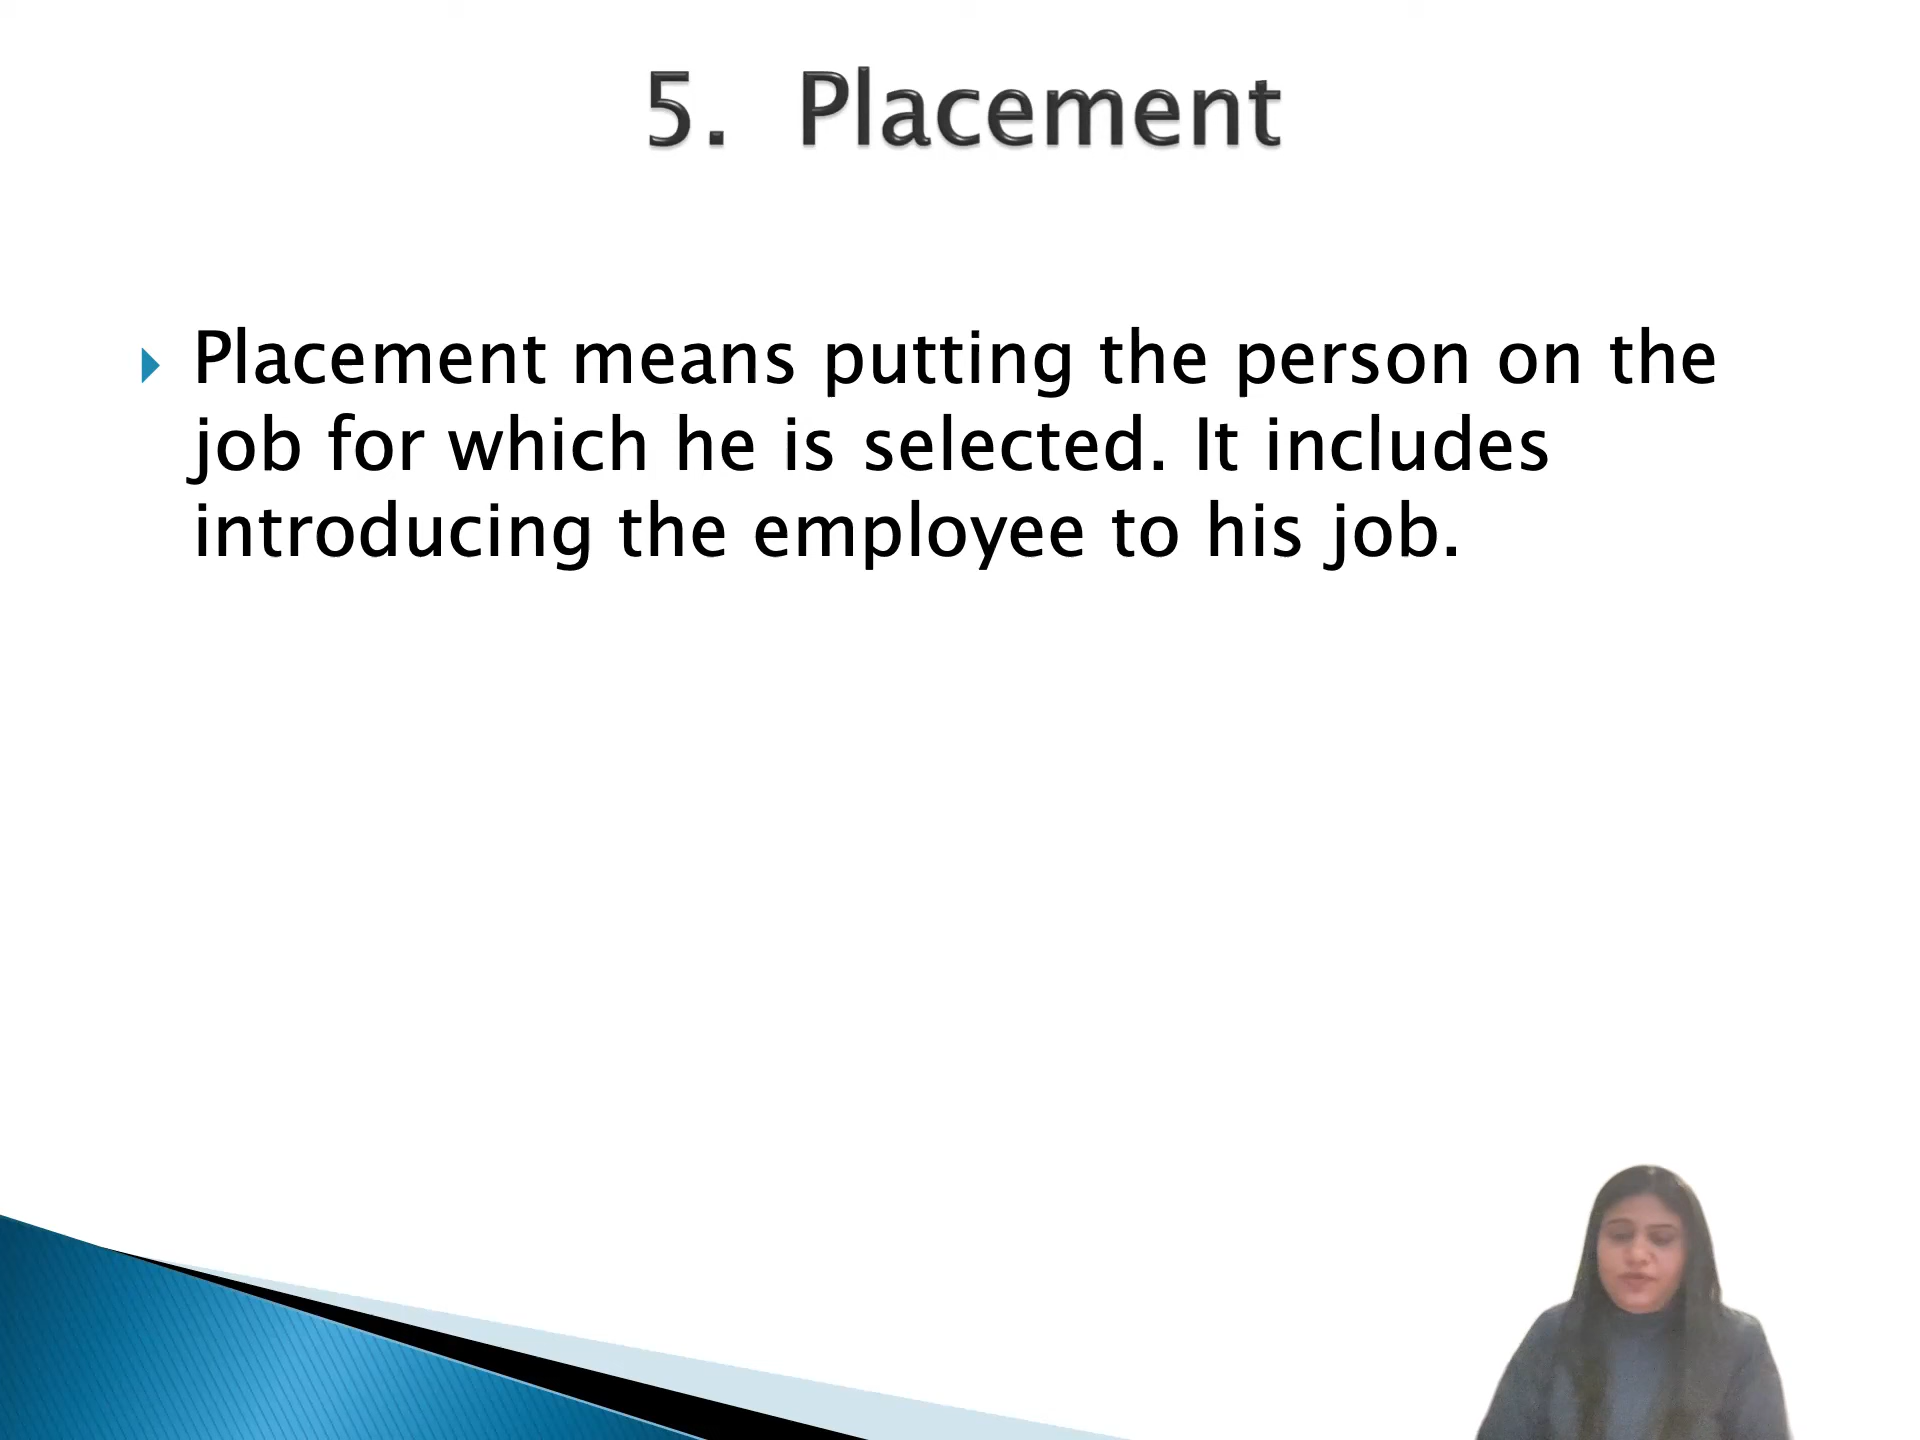 5. Placement
Placement means putting the person on the
job for which he is selected. It includes
introducing the employee to his job.